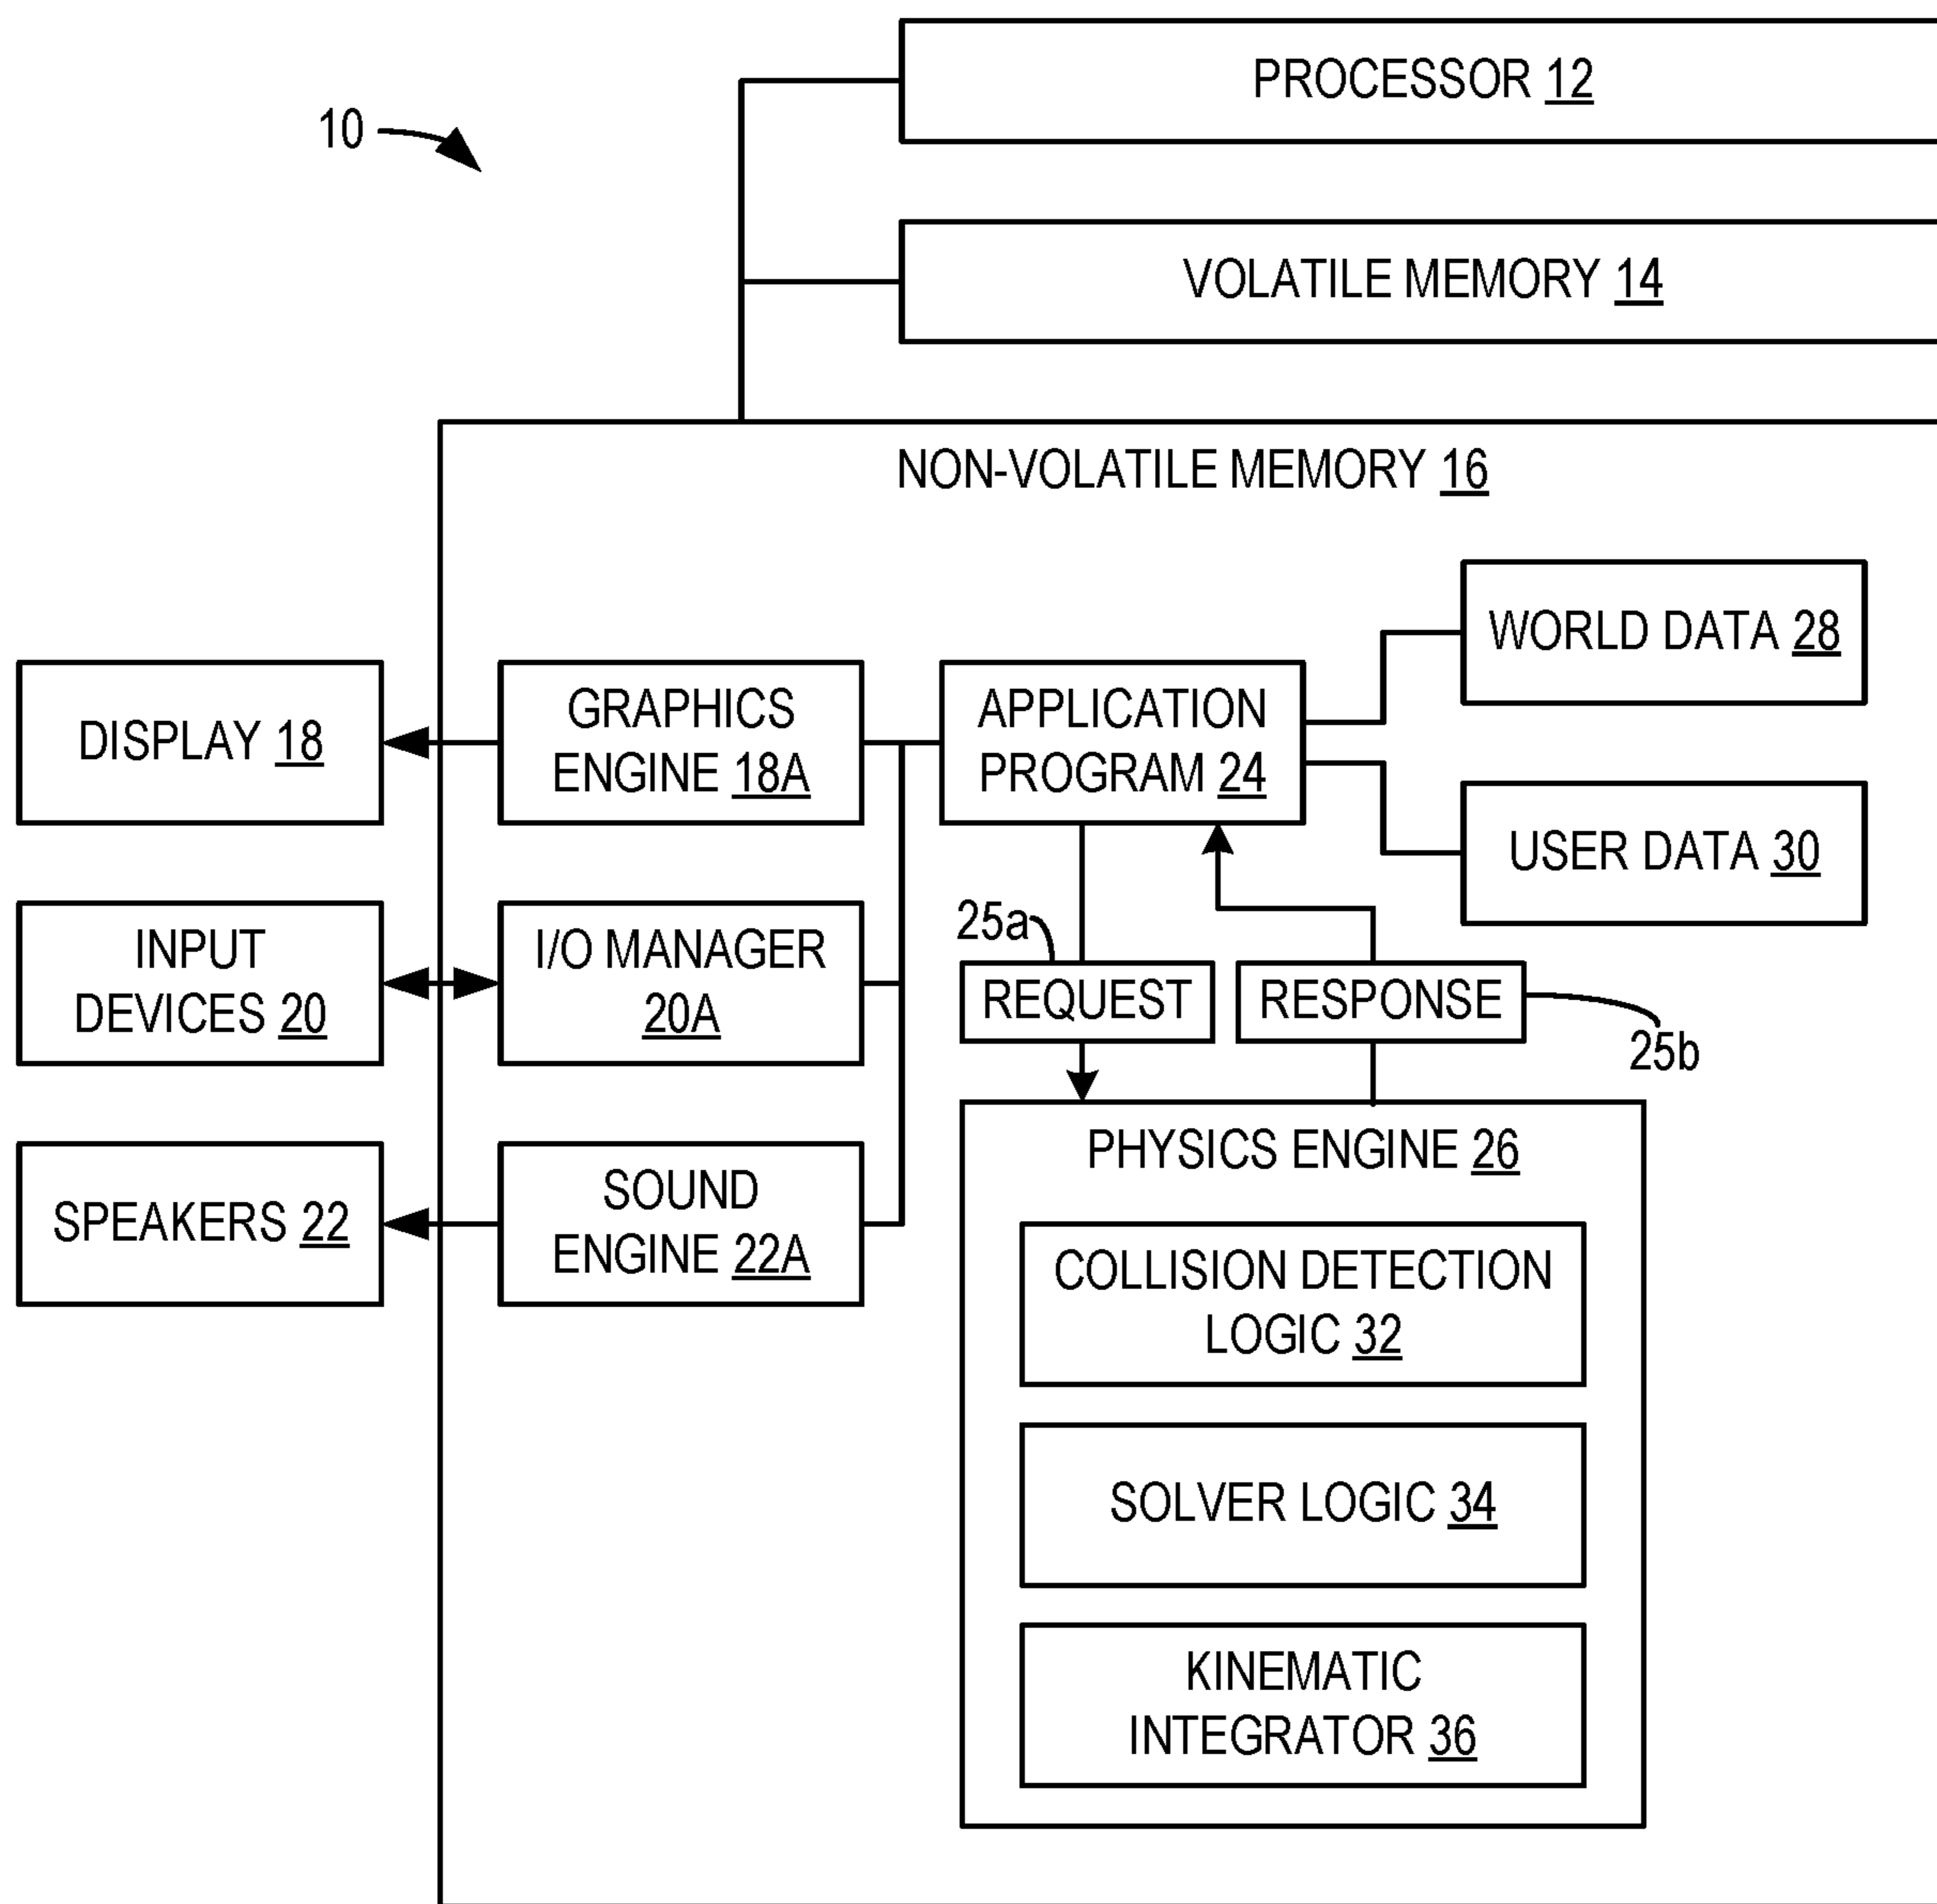 PROCESSOR 12
10
VOLATILE MEMORY 14
NON-VOLATILE MEMORY 16
WORLD DATA 28
DISPLAY 18
GRAPHICS
ENGINE 18A
APPLICATION
PROGRAM 24
USER DATA 30
25a
INPUT
DEVICES 20
I/O MANAGER
20A
REQUEST
RESPONSE
25b
PHYSICS ENGINE 26
SPEAKERS 22
SOUND
ENGINE 22A
COLLISION DETECTION
LOGIC 32
SOLVER LOGIC 34
KINEMATIC
INTEGRATOR 36